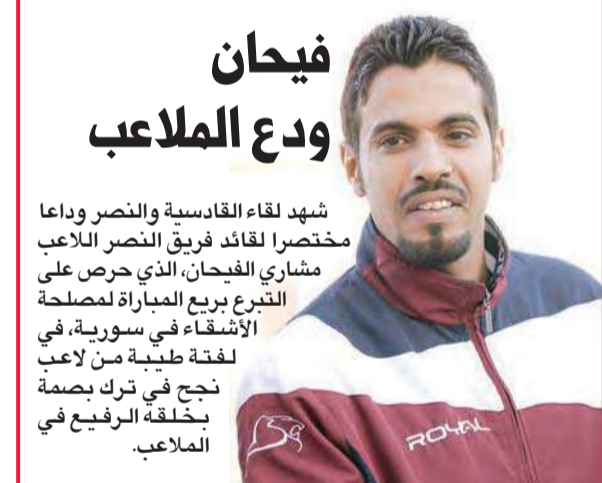 فيحان
ودع الملاعب
شهد لقاء القادسية والنصر وداعا
مختصرا لقائد فريق النصر اللاعب
مشاري الفيحان، الذي حرص على
التبرع بريع المباراة لمصلحة
الأشقاء في سورية، في
لفتة طيبة من لاعب
نجح في ترك بصمة
بخلقه الرفيع في
الملاعب.
ROYAL